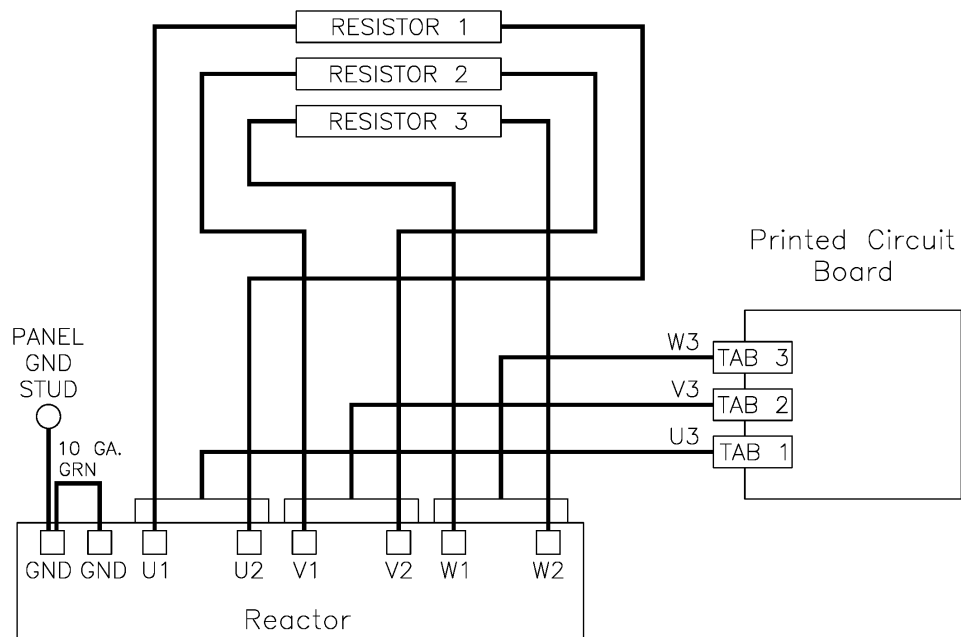 RESISTOR 1
RESISTOR 2
RESISTOR 3
Printed Circuit
Board
PANEL
GND
STUD
10 GA.
GRN
W3
TAB 3
V3
TAB 2
U3
TAB 1
GND GND U1 U2 V1 V2 W1 W2
Reactor